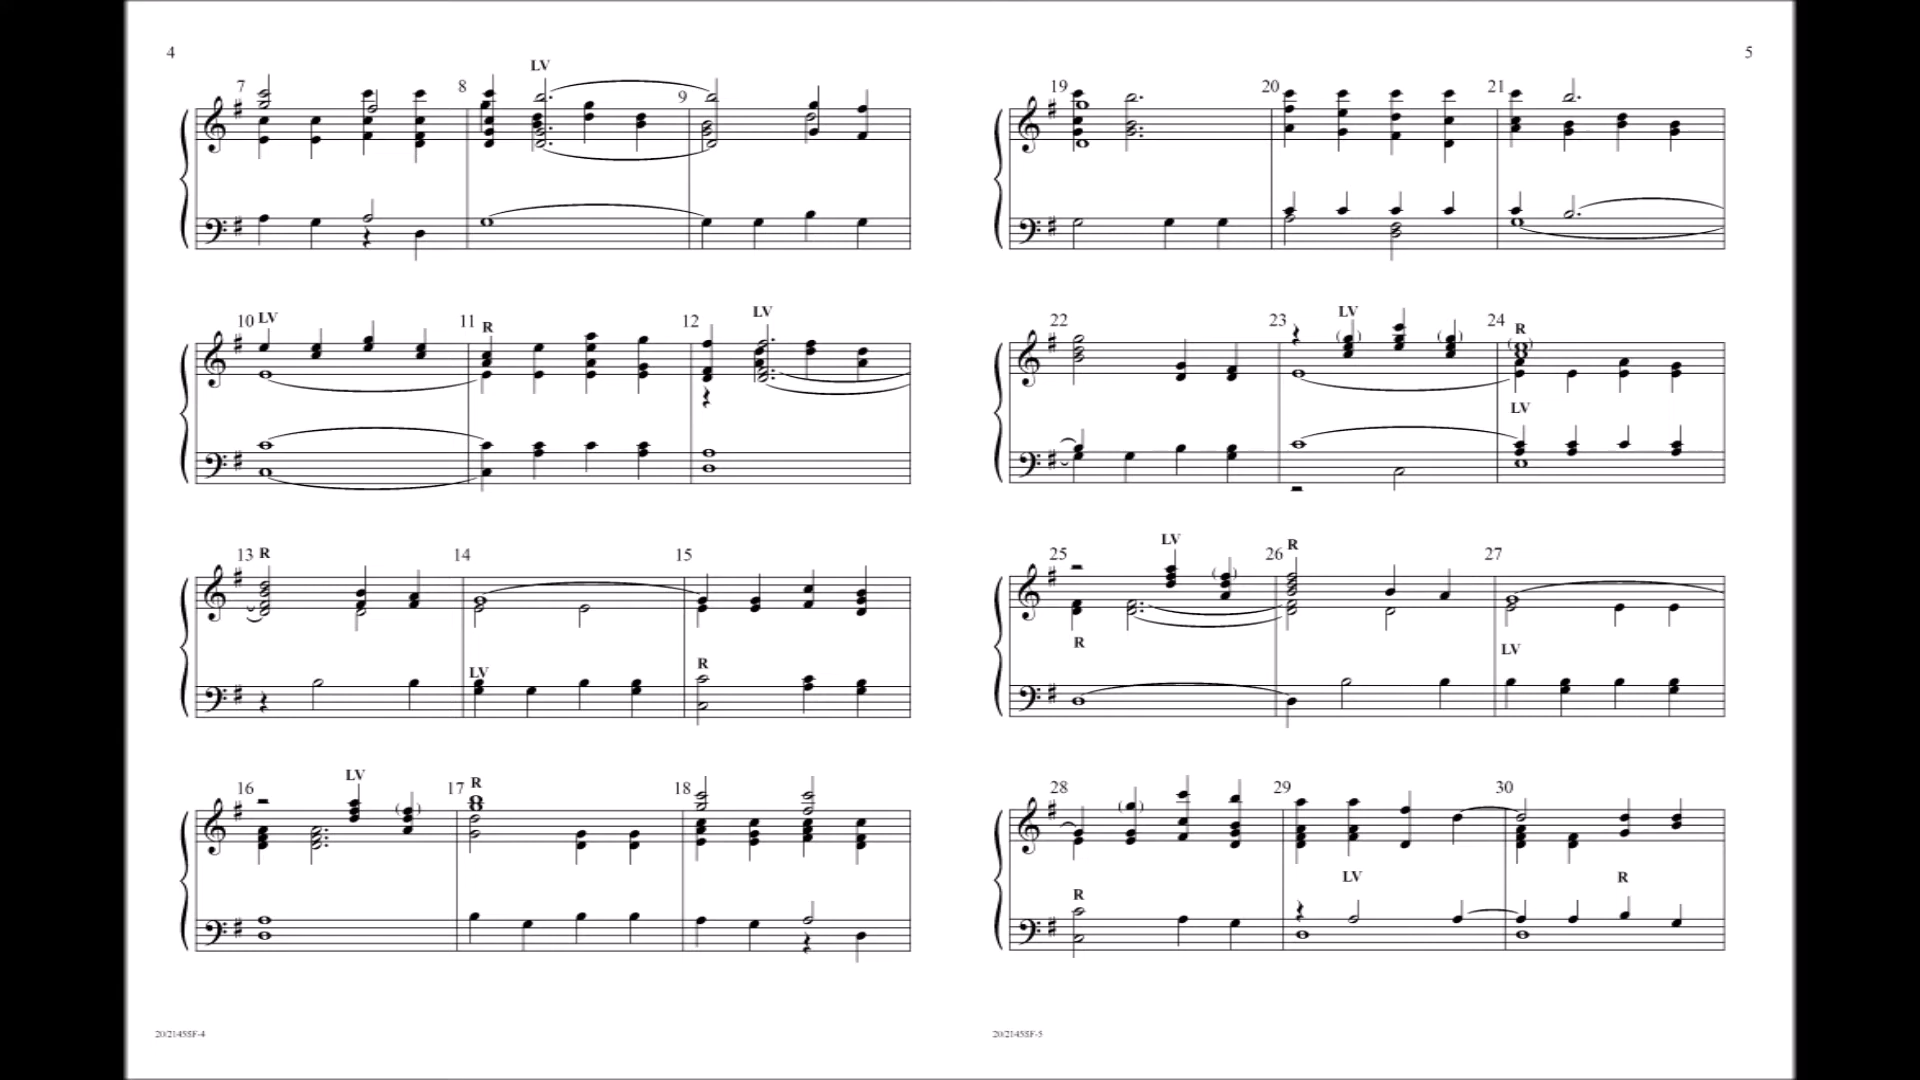 4
7 8 LV 9
10 LV 11 R 12 LV
13 R 14 15
LV R
16 LV 17 R 18
20/21455F-4
5
19 20 21
22 23 LV 24 R
LV
25 LV 26 R 27
R LV
28 29 30
R LV R
20/21455F-5